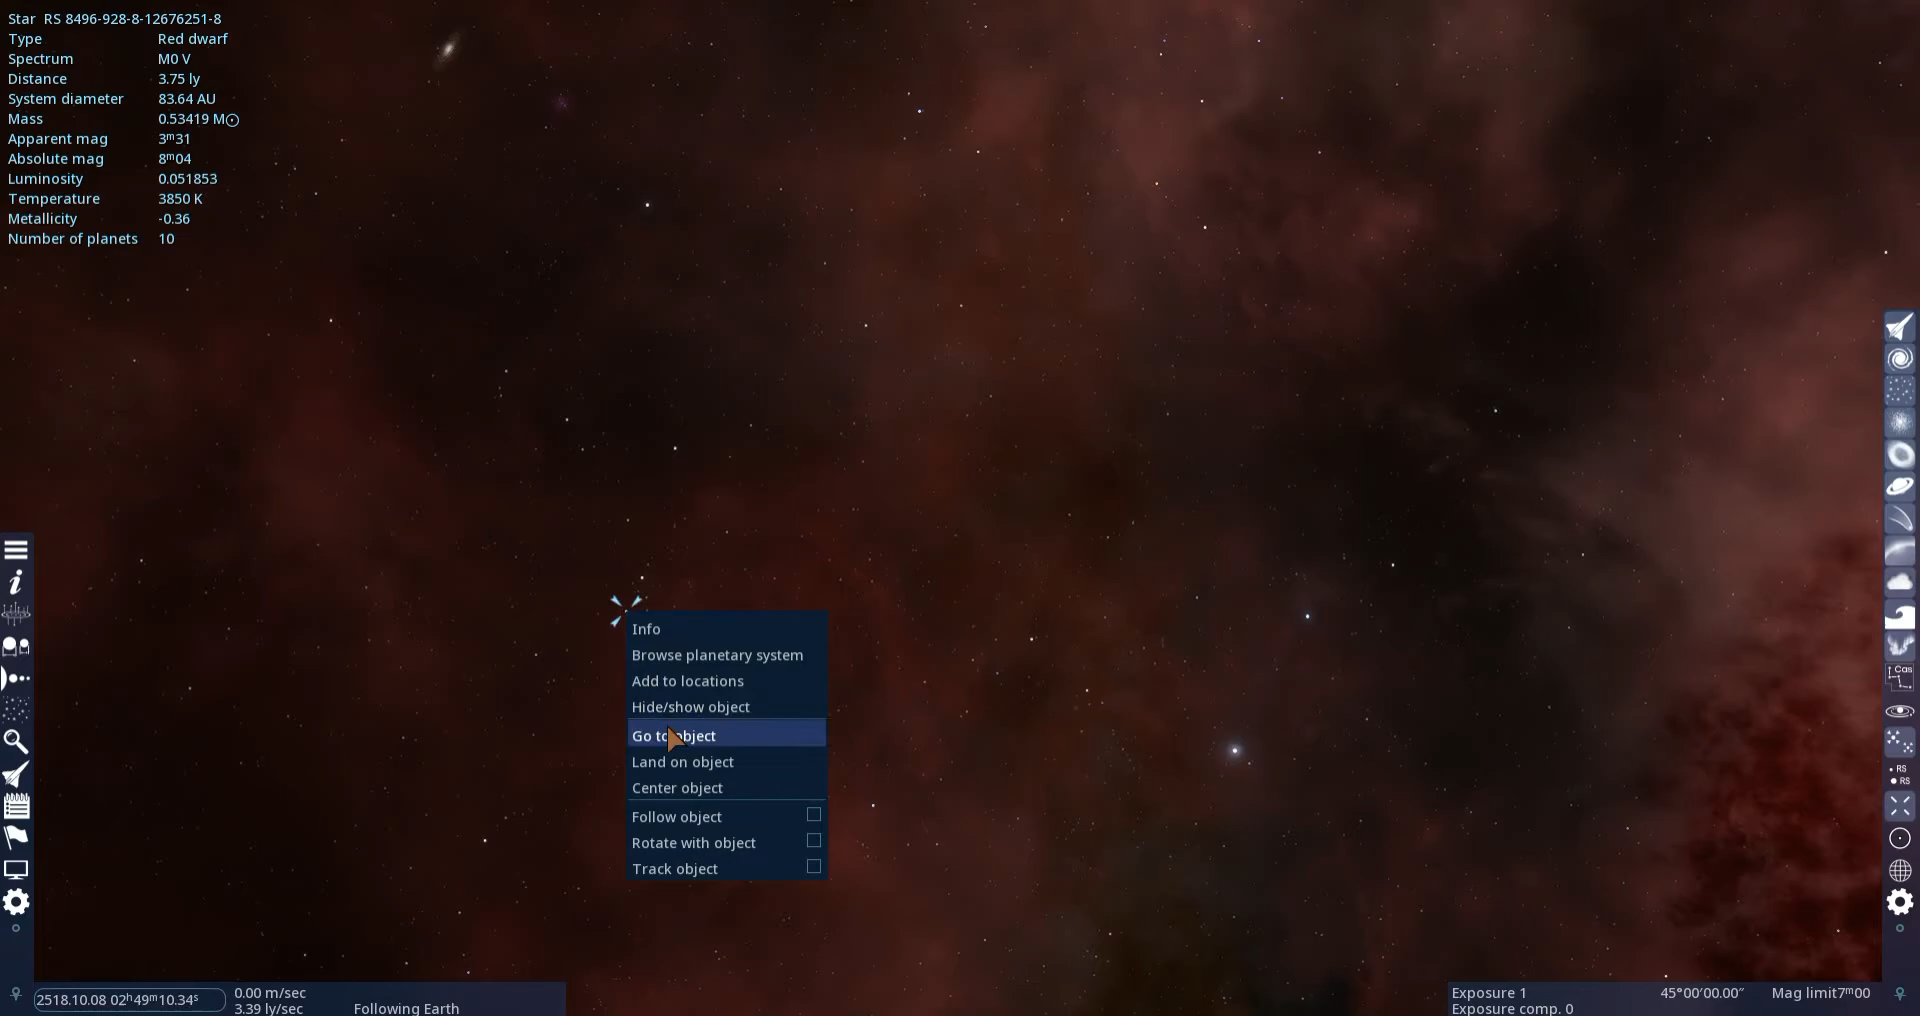 Star RS 8496-928-8-12676251-8
Type Red dwarf
Spectrum M0 V
Distance 3.75 ly
System diameter 83.64 AU
Mass 0.53419 M☉
Apparent mag 3ᵐ31
Absolute mag 8ᵐ04
Luminosity 0.051853
Temperature 3850 K
Metallicity -0.36
Number of planets 10
Info
Browse planetary system
Add to locations
Hide/show object
Go to object
Land on object
Center object
Follow object
Rotate with object
Track object
Cas
RS
RS
2518.10.08 02ʰ49ᵐ10.34ˢ
0.00 m/sec
3.39 ly/sec Following Earth
Exposure 1 45°00′00.00″ Mag limit7ᵐ00
Exposure comp. 0